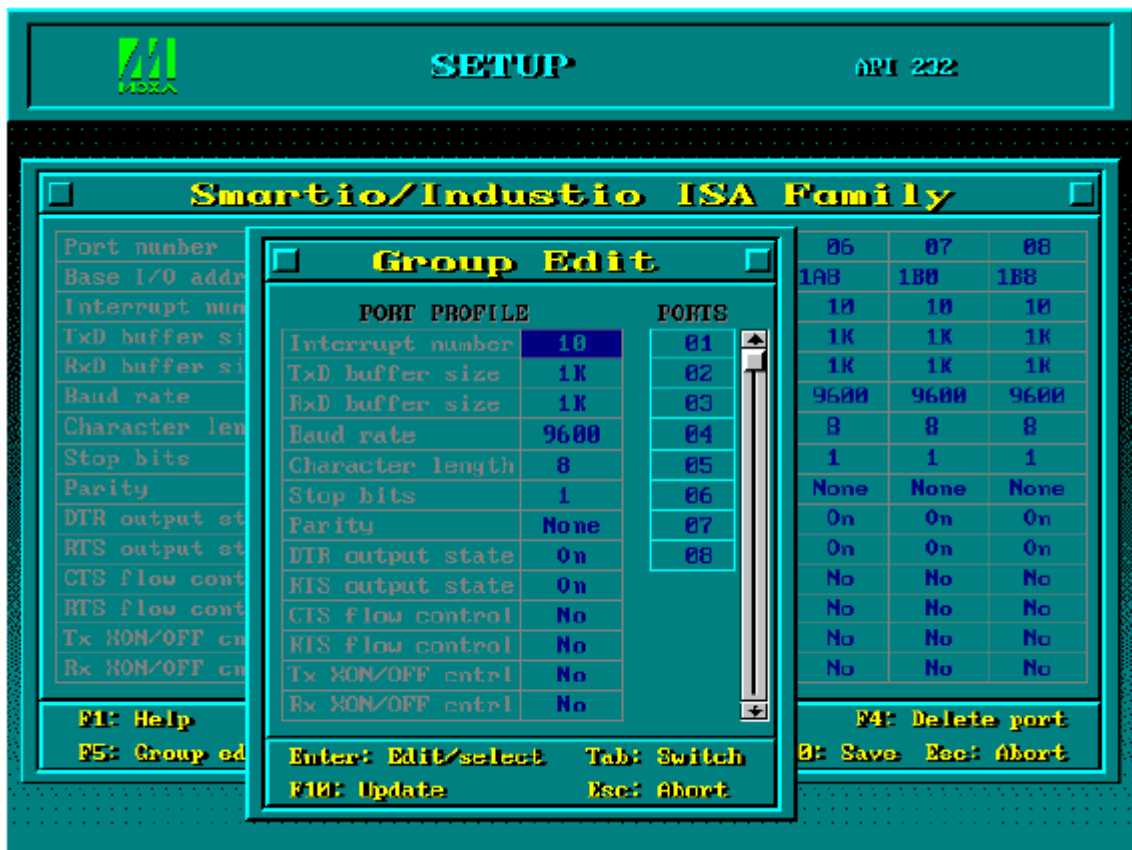 MOXA
SETUP
API 232
Smartio/Industio ISA Family
Port number 06 07 08
Base I/O addr 1A8 1B0 1B8
Interrupt num 10 10 10
TxD buffer si 1K 1K 1K
RxD buffer si 1K 1K 1K
Baud rate 9600 9600 9600
Character len 8 8 8
Stop bits 1 1 1
Parity None None None
DTR output st On On On
RTS output st On On On
CTS flow cont No No No
RTS flow cont No No No
Tx XON/OFF cn No No No
Rx XON/OFF cn No No No
F1: Help F4: Delete port
F5: Group ed 0: Save Esc: Abort
Group Edit
PORT PROFILE PORTS
Interrupt number 10 01
TxD buffer size 1K 02
RxD buffer size 1K 03
Baud rate 9600 04
Character length 8 05
Stop bits 1 06
Parity None 07
DTR output state On 08
RTS output state On
CTS flow control No
RTS flow control No
Tx XON/OFF cntrl No
Rx XON/OFF cntrl No
Enter: Edit/select Tab: Switch
F10: Update Esc: Abort